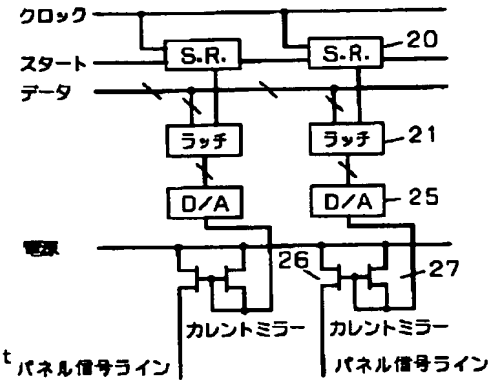 クロック
S.R. S.R. 20
スタート
データ
ラッチ ラッチ 21
D/A D/A 25
電源
26 27
カレントミラー カレントミラー
t
パネル信号ライン パネル信号ライン